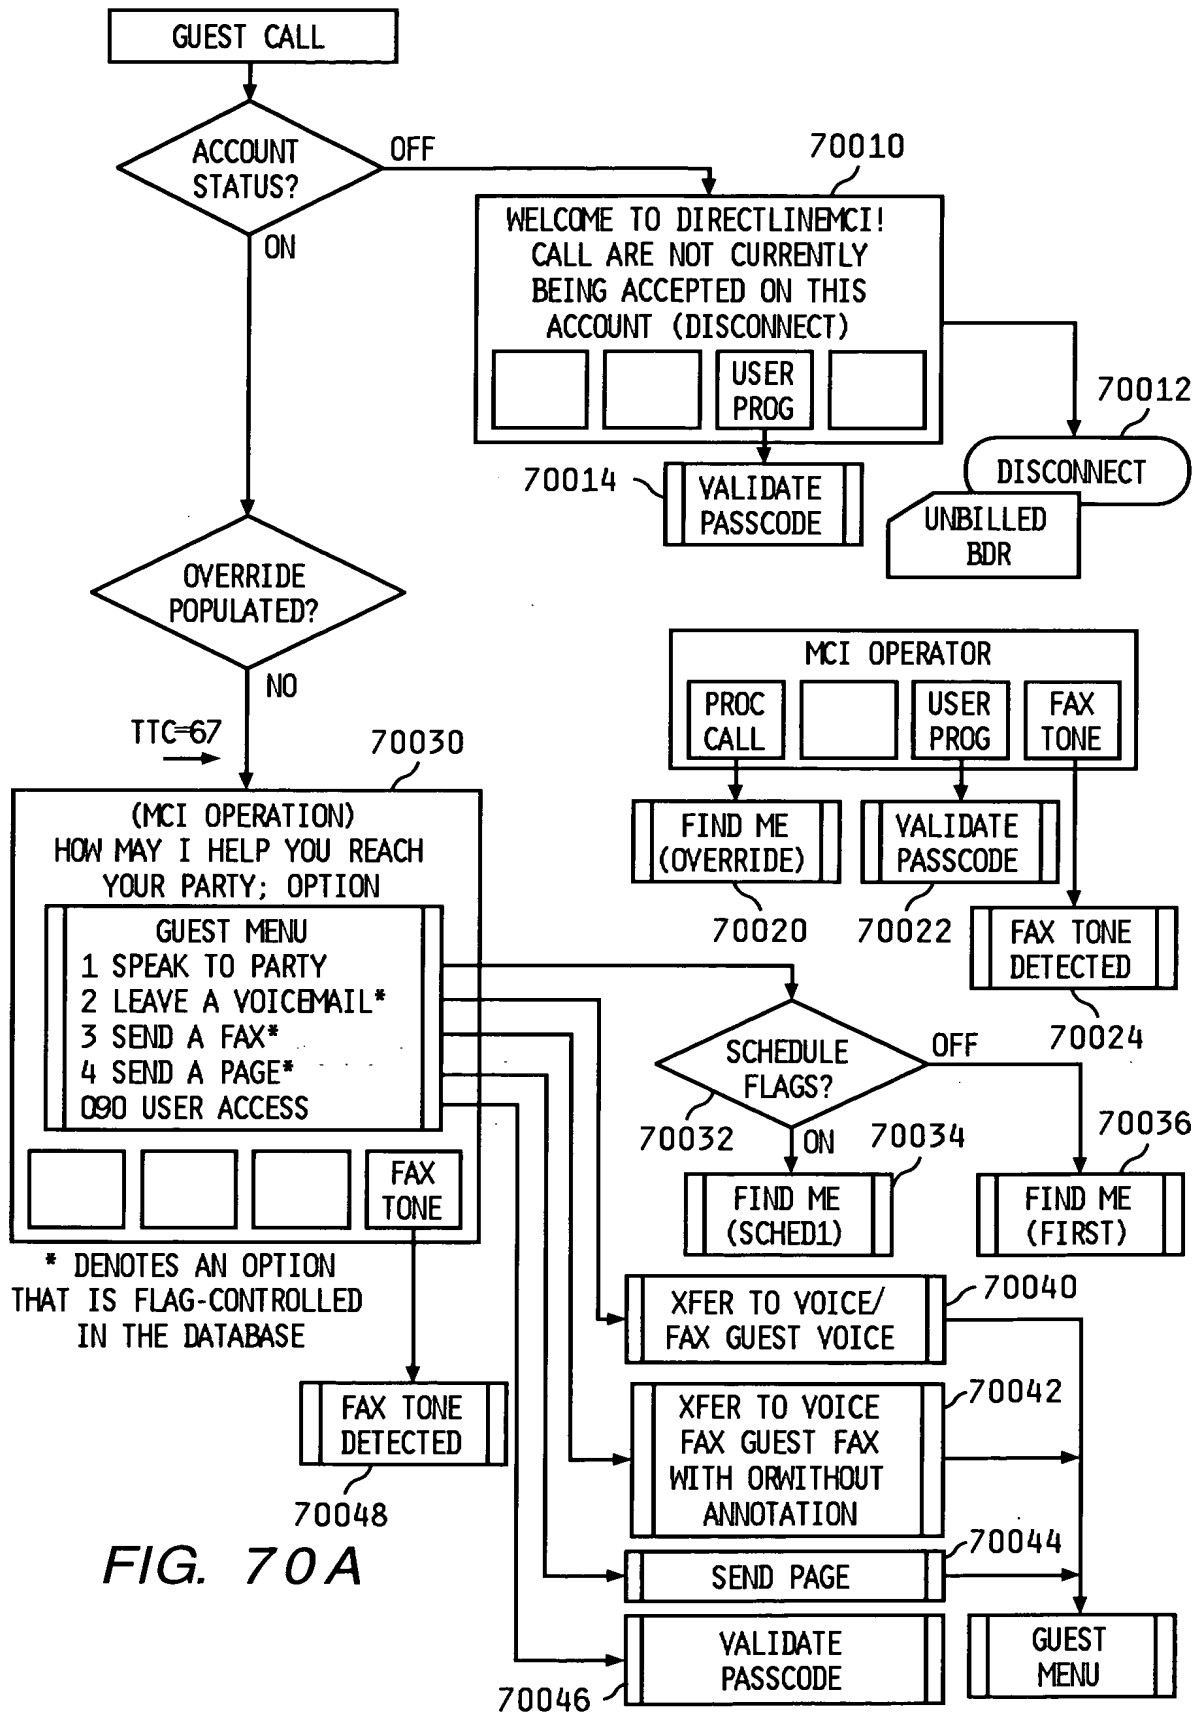 GUEST CALL
ACCOUNT
STATUS?
OFF
ON
70010
WELCOME TO DIRECTLINEMCI!
CALL ARE NOT CURRENTLY
BEING ACCEPTED ON THIS
ACCOUNT (DISCONNECT)
USER
PROG
70012
DISCONNECT
UNBILLED
BDR
70014
VALIDATE
PASSCODE
OVERRIDE
POPULATED?
NO
TTC=67
MCI OPERATOR
PROC
CALL
USER
PROG
FAX
TONE
FIND ME
(OVERRIDE)
70020
VALIDATE
PASSCODE
70022
FAX TONE
DETECTED
70024
70030
(MCI OPERATION)
HOW MAY I HELP YOU REACH
YOUR PARTY; OPTION
GUEST MENU
1 SPEAK TO PARTY
2 LEAVE A VOICEMAIL*
3 SEND A FAX*
4 SEND A PAGE*
090 USER ACCESS
FAX
TONE
* DENOTES AN OPTION
THAT IS FLAG-CONTROLLED
IN THE DATABASE
FAX TONE
DETECTED
70048
SCHEDULE
FLAGS?
OFF
70032
ON
70034
FIND ME
(SCHED1)
70036
FIND ME
(FIRST)
XFER TO VOICE/
FAX GUEST VOICE
70040
XFER TO VOICE
FAX GUEST FAX
WITH ORWITHOUT
ANNOTATION
70042
SEND PAGE
70044
VALIDATE
PASSCODE
70046
GUEST
MENU
FIG. 70A